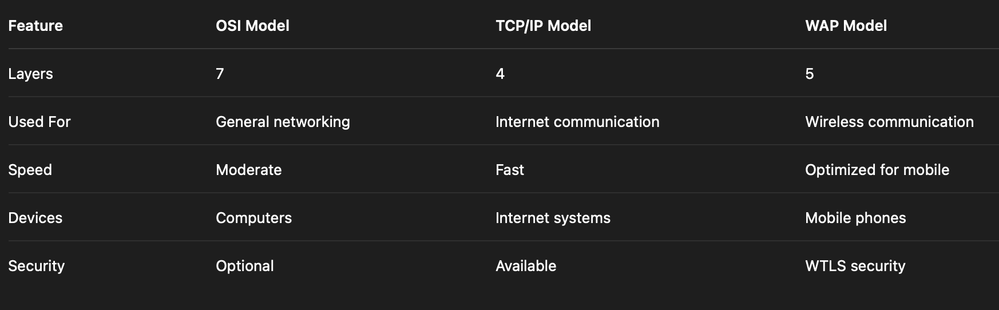 Feature OSI Model TCP/IP Model WAP Model
Layers 7 4 5
Used For General networking Internet communication Wireless communication
Speed Moderate Fast Optimized for mobile
Devices Computers Internet systems Mobile phones
Security Optional Available WTLS security